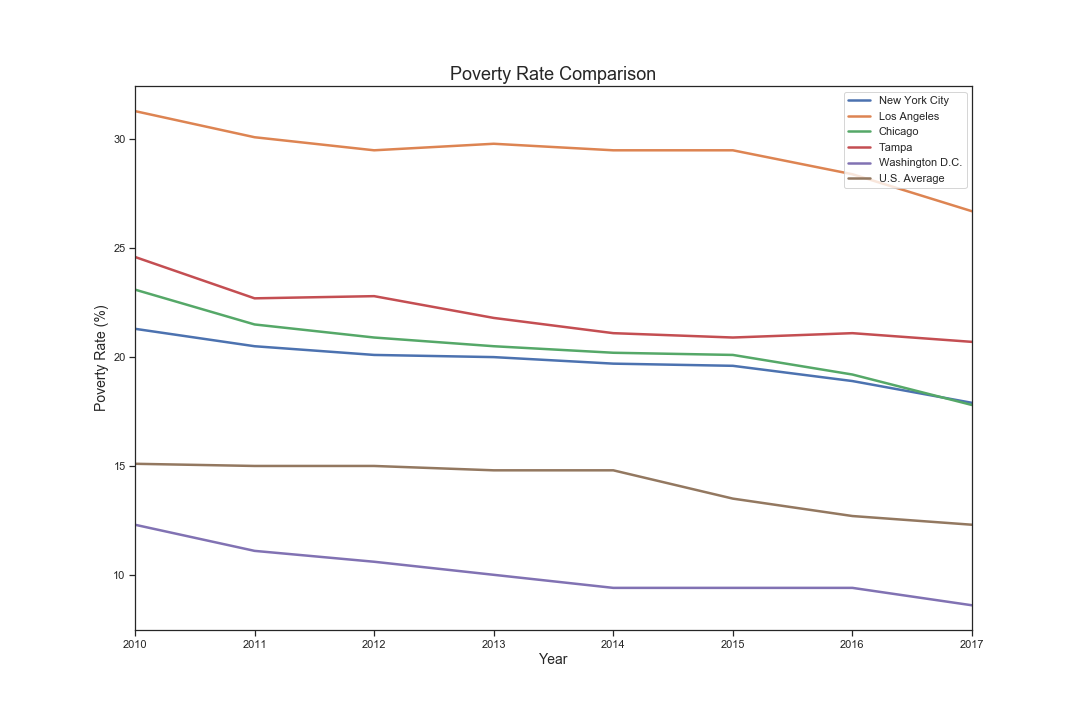 Poverty Rate Comparison
New York City
Los Angeles
Chicago
Tampa
Washington D.C.
U.S. Average
Poverty Rate (%)
30
25
20
15
10
2010 2011 2012 2013 2014 2015 2016 2017
Year